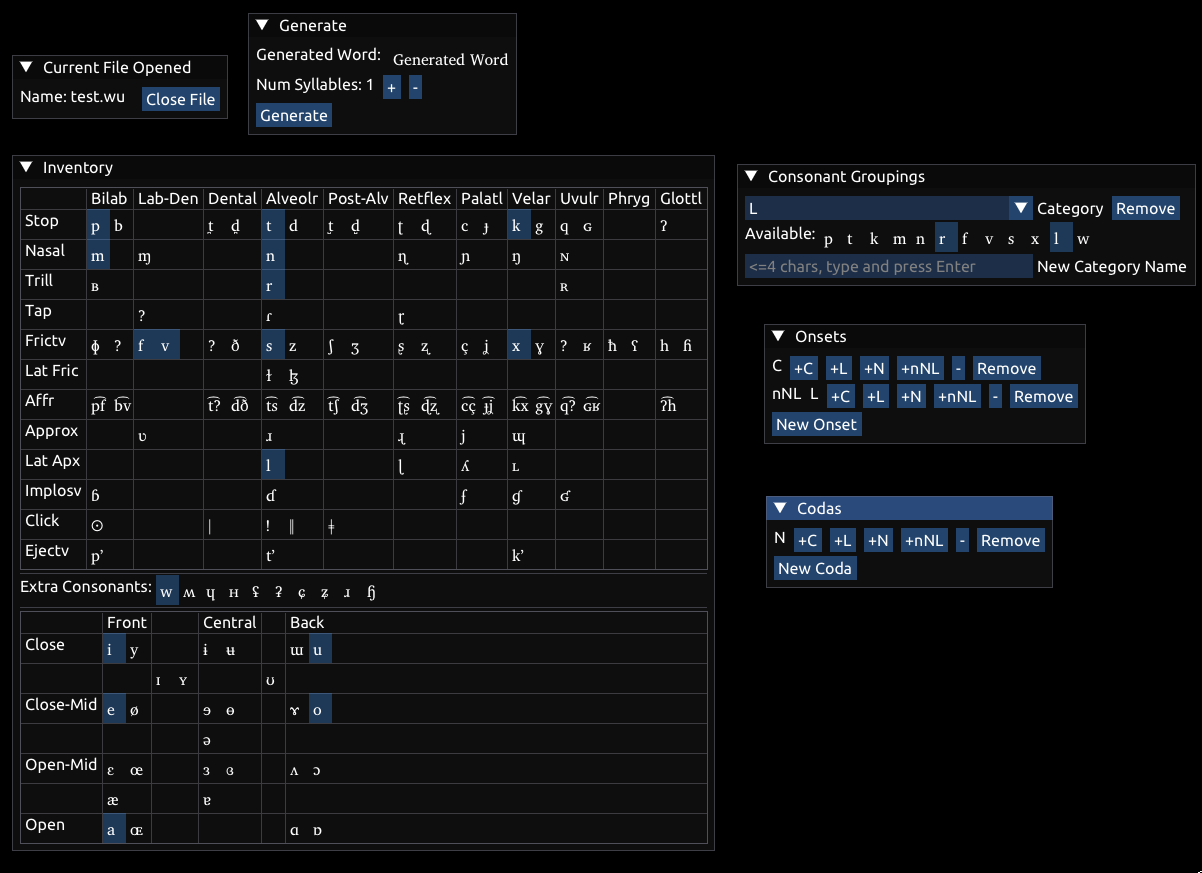 Current File Opened
Name: test.wu Close File
Generate
Generated Word: Generated Word
Num Syllables: 1 + -
Generate
Inventory
Bilab Lab-Den Dental Alveolr Post-Alv Retflex Palatl Velar Uvulr Phryg Glottl
Stop p b t̪ d̪ t d t̠ d̠ ʈ ɖ c ɟ k g q ɢ ʔ
Nasal m ɱ n ɳ ɲ ŋ ɴ
Trill ʙ r ʀ
Tap ? ɾ ɽ
Frictv ɸ ? f v ? ð s z ʃ ʒ ʂ ʐ ç ʝ x ɣ ? ʁ ħ ʕ h ɦ
Lat Fric ɬ ɮ
Affr p͡f b͡v t͡? d͡ð t͡s d͡z t͡ʃ d͡ʒ ʈ͡ʂ ɖ͡ʐ c͡ç ɟ͡ʝ k͡x g͡ɣ q͡? ɢ͡ʁ ʔ͡h
Approx ʋ ɹ ɻ j ɰ
Lat Apx l ɭ ʎ ʟ
Implosv ɓ ɗ ʄ ɠ ʛ
Click ʘ ǀ ! ǁ ǂ
Ejectv pʼ tʼ kʼ
Extra Consonants: w ʍ ɥ ʜ ʢ ʡ ɕ ʑ ɺ ɧ
Front Central Back
Close i y ɨ ʉ ɯ u
ɪ ʏ ʊ
Close-Mid e ø ɘ ɵ ɤ o
ə
Open-Mid ɛ œ ɜ ɞ ʌ ɔ
æ ɐ
Open a ɶ ɑ ɒ
Consonant Groupings
L Category Remove
Available: p t k m n r f v s x l w
<=4 chars, type and press Enter New Category Name
Onsets
C +C +L +N +nNL - Remove
nNL L +C +L +N +nNL - Remove
New Onset
Codas
N +C +L +N +nNL - Remove
New Coda